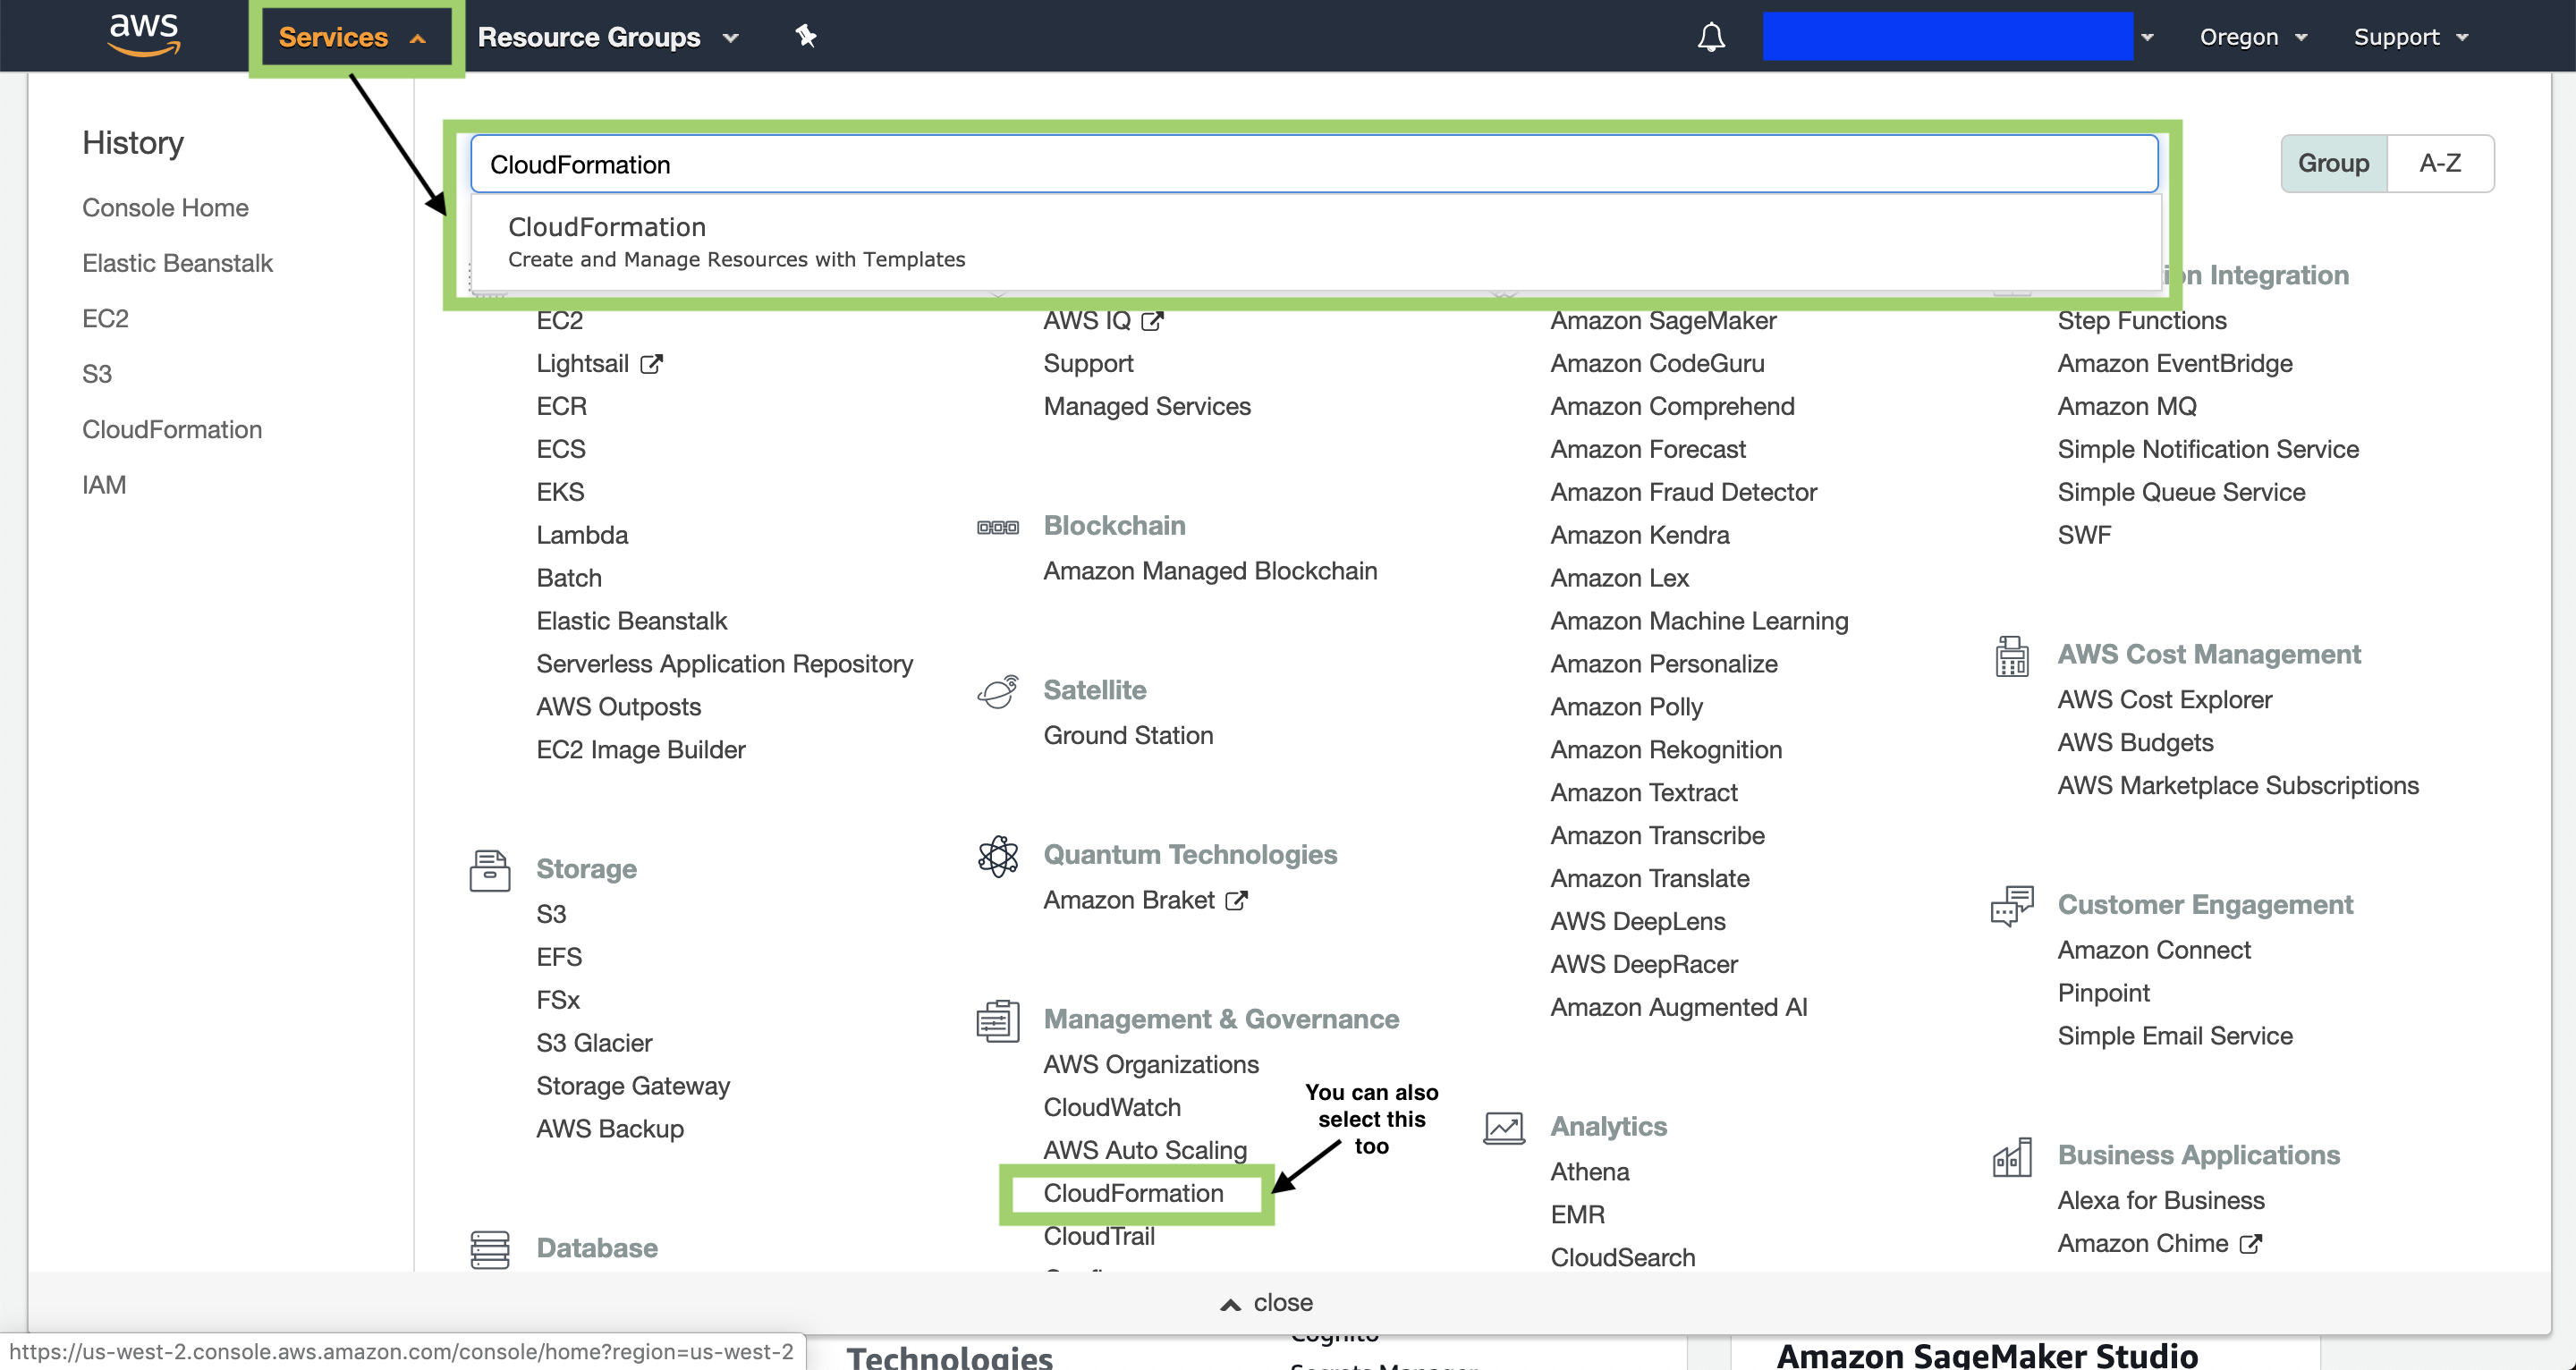 aws
Services
Resource Groups
Oregon
Support
History
Console Home
Elastic Beanstalk
EC2
S3
CloudFormation
IAM
CloudFormation
CloudFormation
Create and Manage Resources with Templates
Group
A-Z
EC2
Lightsail
ECR
ECS
EKS
Lambda
Batch
Elastic Beanstalk
Serverless Application Repository
AWS Outposts
EC2 Image Builder
Storage
S3
EFS
FSx
S3 Glacier
Storage Gateway
AWS Backup
Database
AWS IQ
Support
Managed Services
Blockchain
Amazon Managed Blockchain
Satellite
Ground Station
Quantum Technologies
Amazon Braket
Management & Governance
AWS Organizations
CloudWatch
AWS Auto Scaling
CloudFormation
CloudTrail
You can also
select this
too
Amazon SageMaker
Amazon CodeGuru
Amazon Comprehend
Amazon Forecast
Amazon Fraud Detector
Amazon Kendra
Amazon Lex
Amazon Machine Learning
Amazon Personalize
Amazon Polly
Amazon Rekognition
Amazon Textract
Amazon Transcribe
Amazon Translate
AWS DeepLens
AWS DeepRacer
Amazon Augmented AI
Analytics
Athena
EMR
CloudSearch
Integration
Step Functions
Amazon EventBridge
Amazon MQ
Simple Notification Service
Simple Queue Service
SWF
AWS Cost Management
AWS Cost Explorer
AWS Budgets
AWS Marketplace Subscriptions
Customer Engagement
Amazon Connect
Pinpoint
Simple Email Service
Business Applications
Alexa for Business
Amazon Chime
close
https://us-west-2.console.aws.amazon.com/console/home?region=us-west-2
Technologies
Cognito
Secrets Manager
Amazon SageMaker Studio